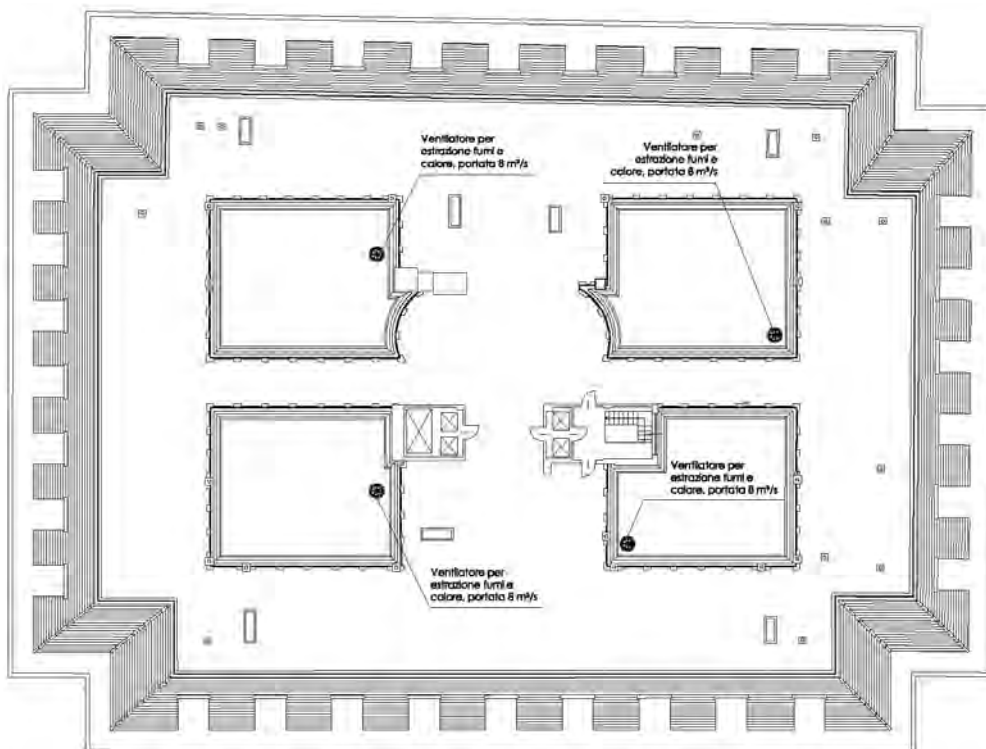 Ventilatore per
estrazione fumi e
calore, portata 8 m³/s
Ventilatore per
estrazione fumi e
calore, portata 8 m³/s
Ventilatore per
estrazione fumi e
calore, portata 8 m³/s
Ventilatore per
estrazione fumi e
calore, portata 8 m³/s